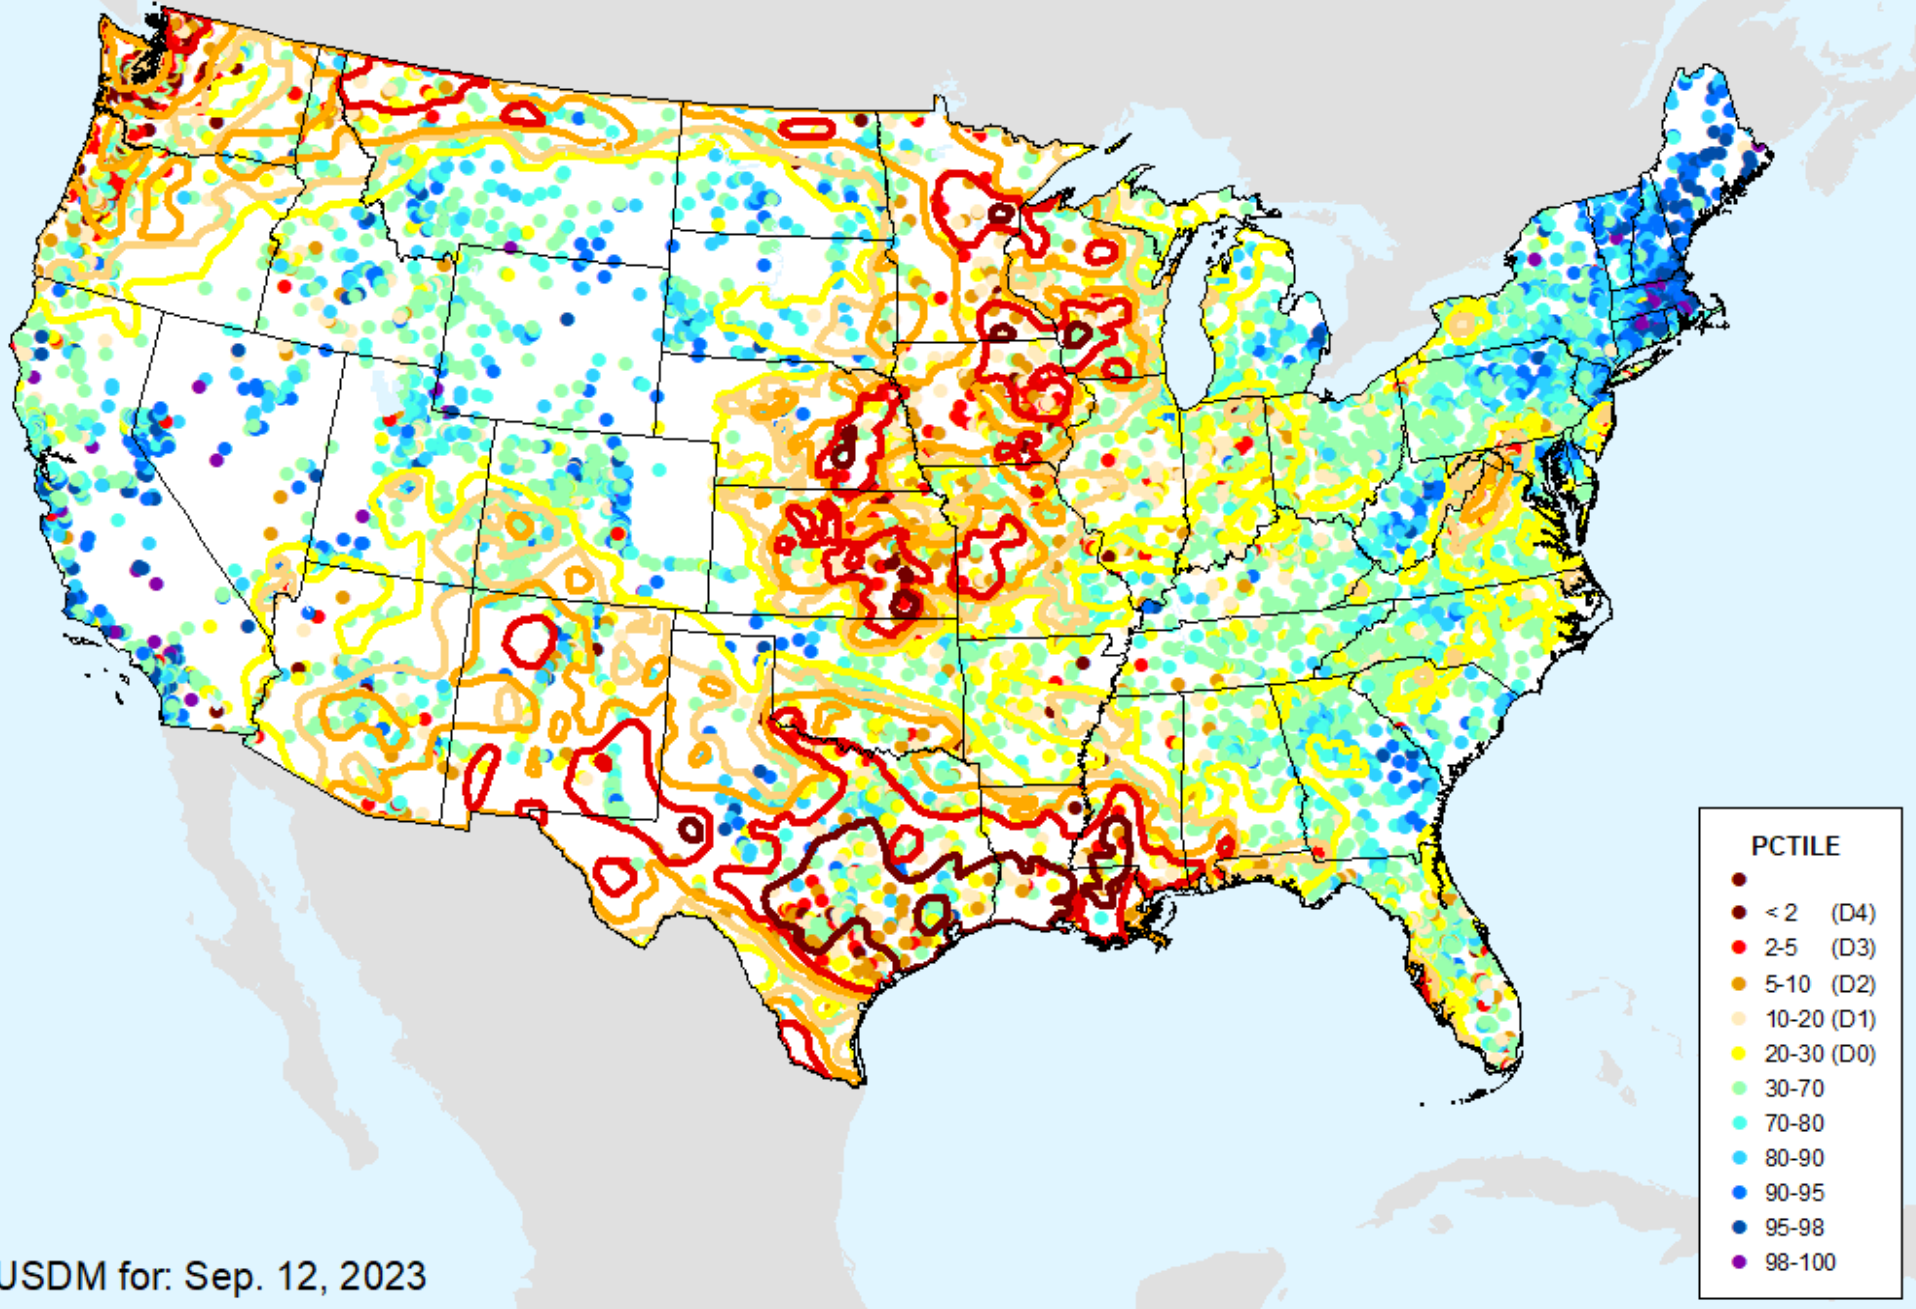 PCTILE
< 2 (D4)
2-5 (D3)
5-10 (D2)
10-20 (D1)
20-30 (D0)
30-70
70-80
80-90
90-95
95-98
98-100
USDM for: Sep. 12, 2023